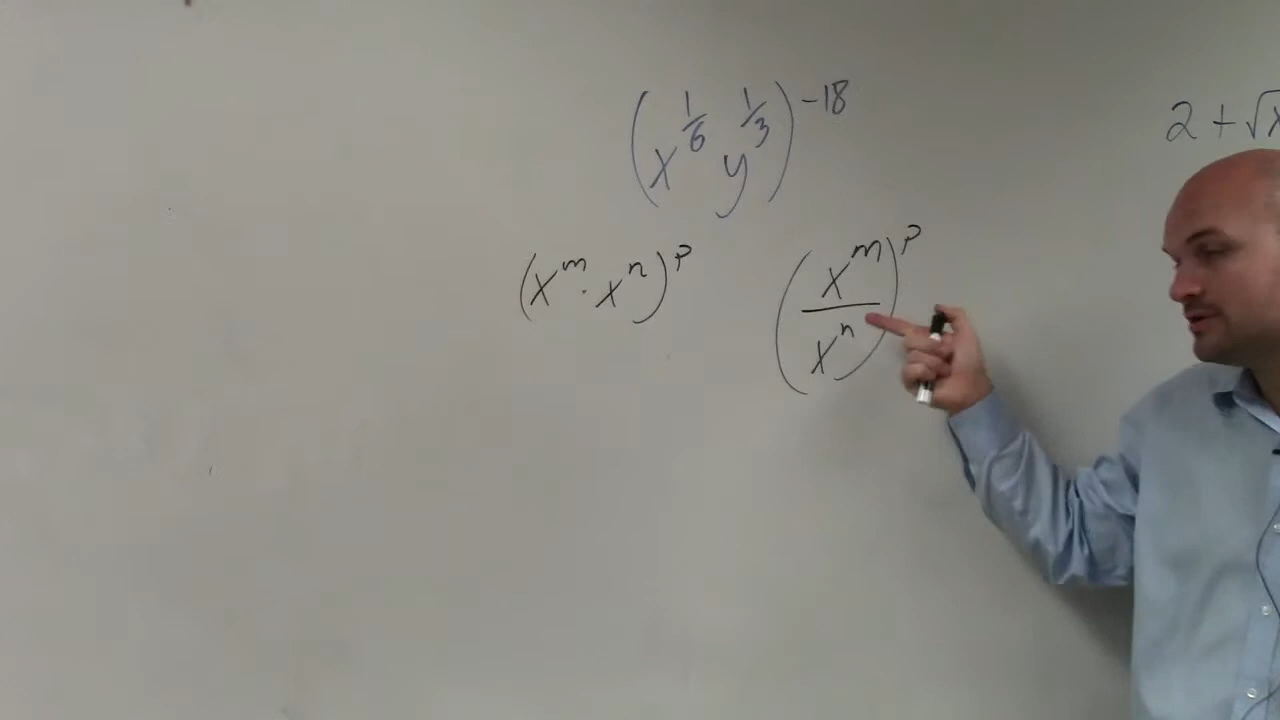 (x^{1/6} y^{1/3})^{-18}
2 + √x
(x^m · x^n)^p
(x^m / x^n)^p